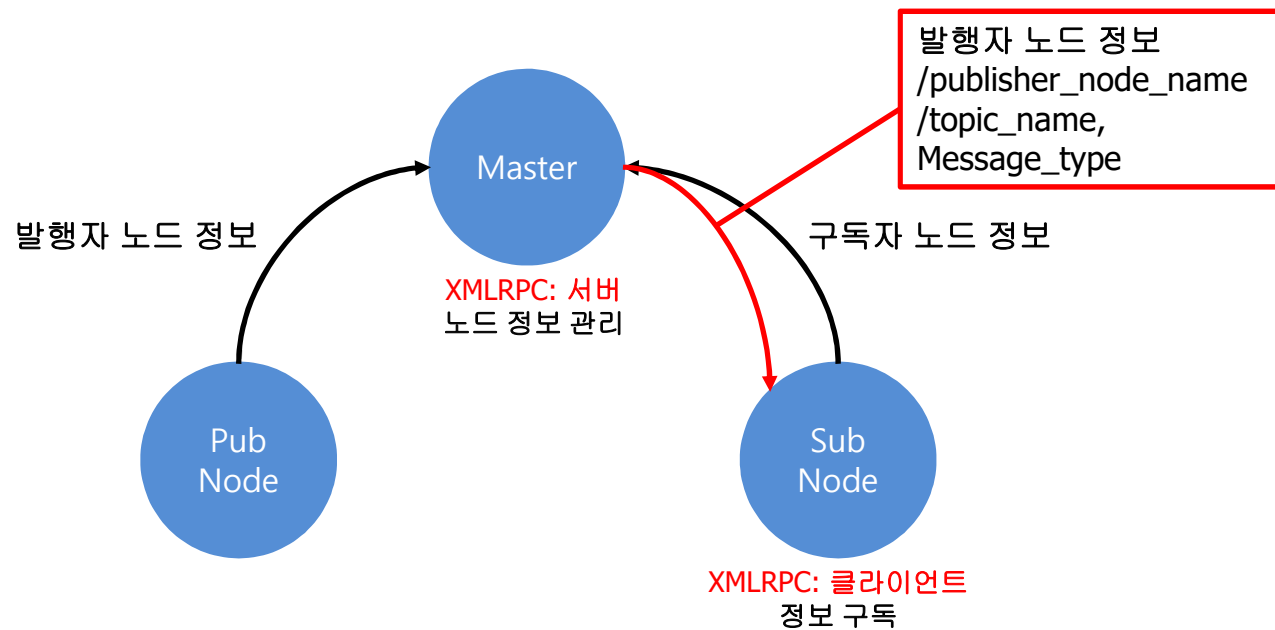 발행자 노드 정보
/publisher_node_name
/topic_name,
Message_type
Master
발행자 노드 정보
구독자 노드 정보
XMLRPC: 서버
노드 정보 관리
Pub
Node
Sub
Node
XMLRPC: 클라이언트
정보 구독